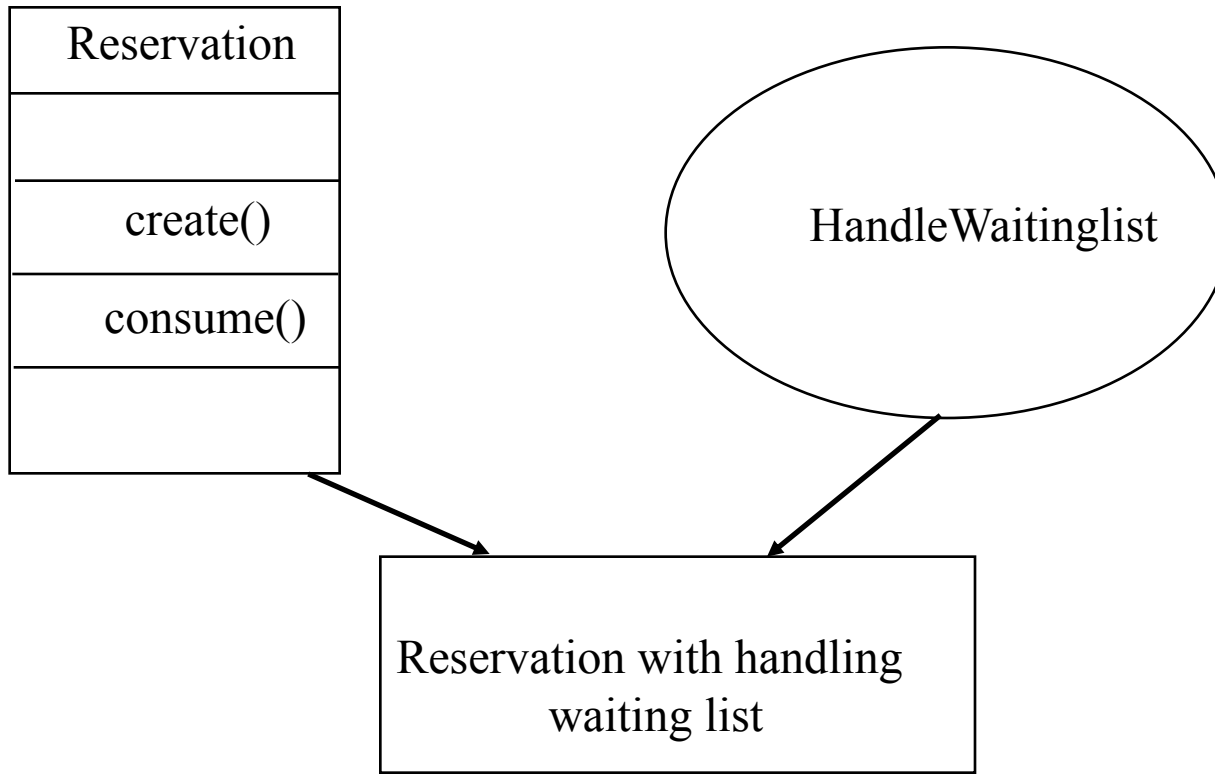 Reservation
create()
consume()
HandleWaitinglist
Reservation with handling
waiting list